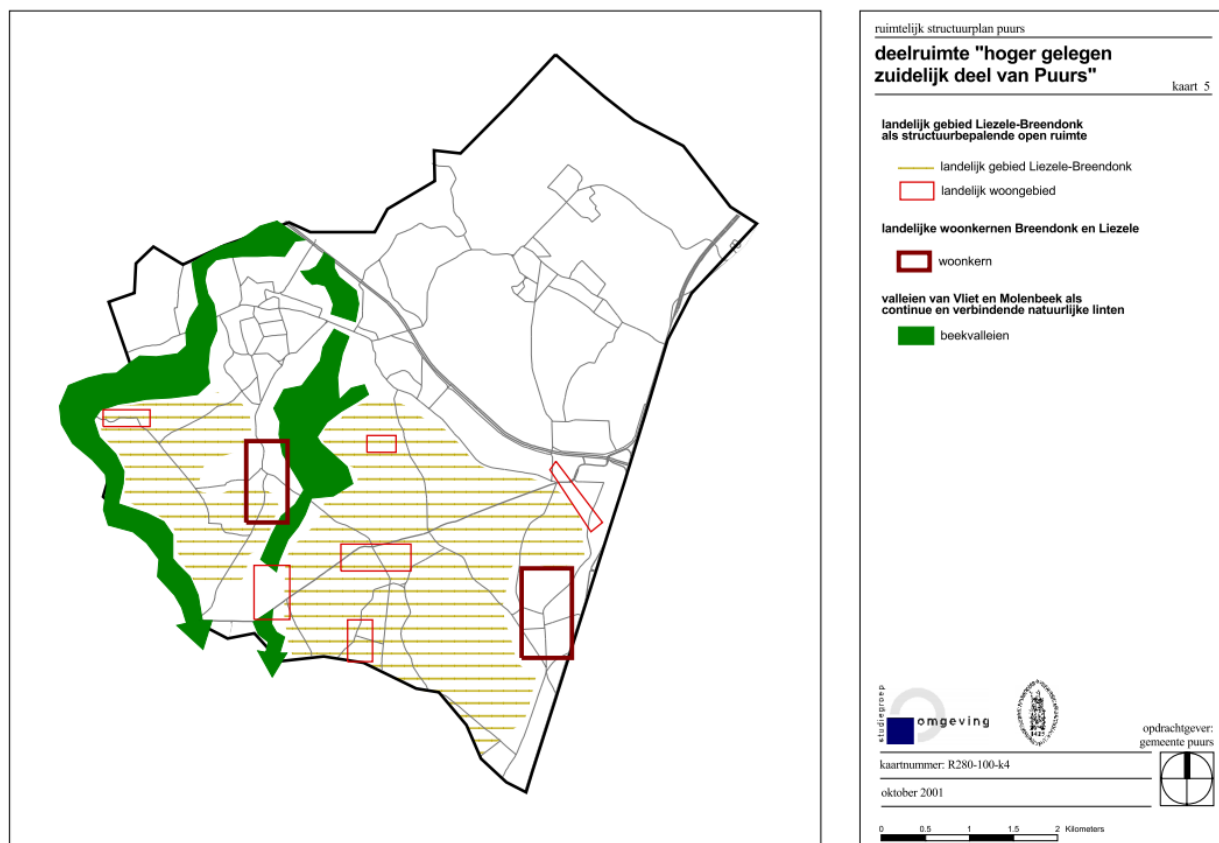 ruimtelijk structuurplan puurs
deelruimte "hoger gelegen
zuidelijk deel van Puurs"
kaart 5
landelijk gebied Liezele-Breendonk
als structuurbepalende open ruimte
landelijk gebied Liezele-Breendonk
landelijk woongebied
landelijke woonkernen Breendonk en Liezele
woonkern
valleien van Vliet en Molenbeek als
continue en verbindende natuurlijke linten
beekvalleien
studiegroep
omgeving
1425
opdrachtgever:
gemeente puurs
kaartnummer: R280-100-k4
oktober 2001
0 0.5 1 1.5 2 Kilometers